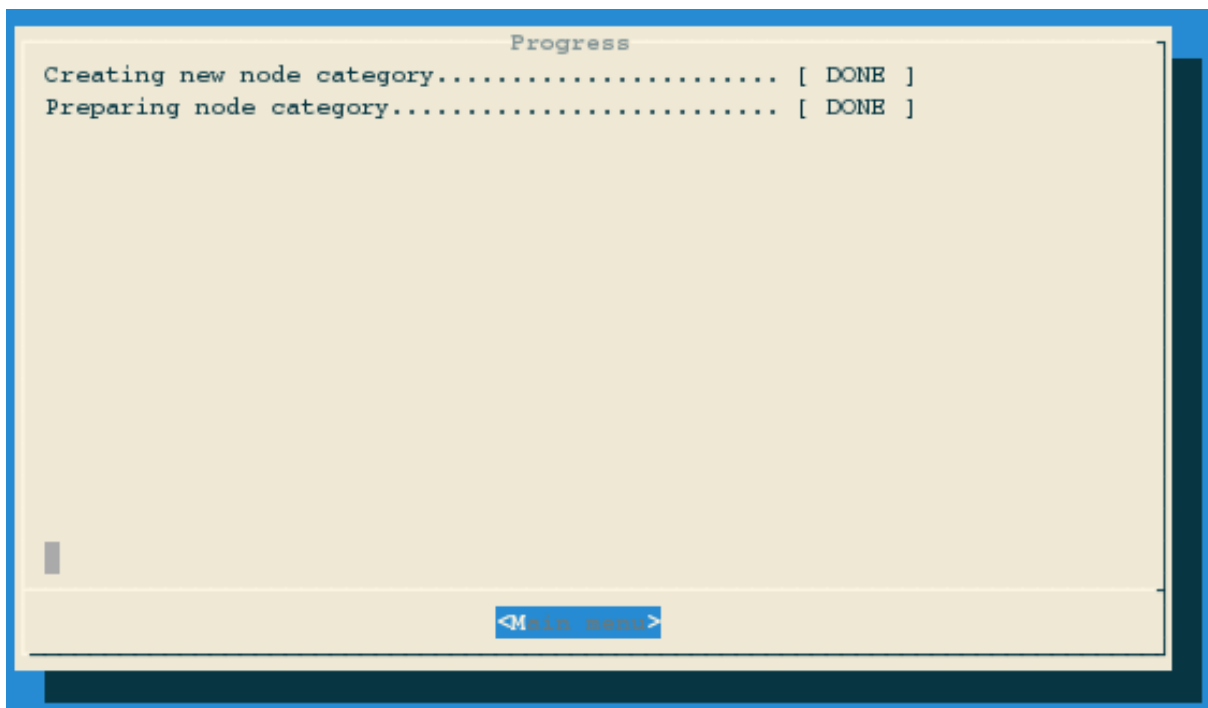 Progress
Creating new node category....................... [ DONE ]
Preparing node category.......................... [ DONE ]
<Main menu>